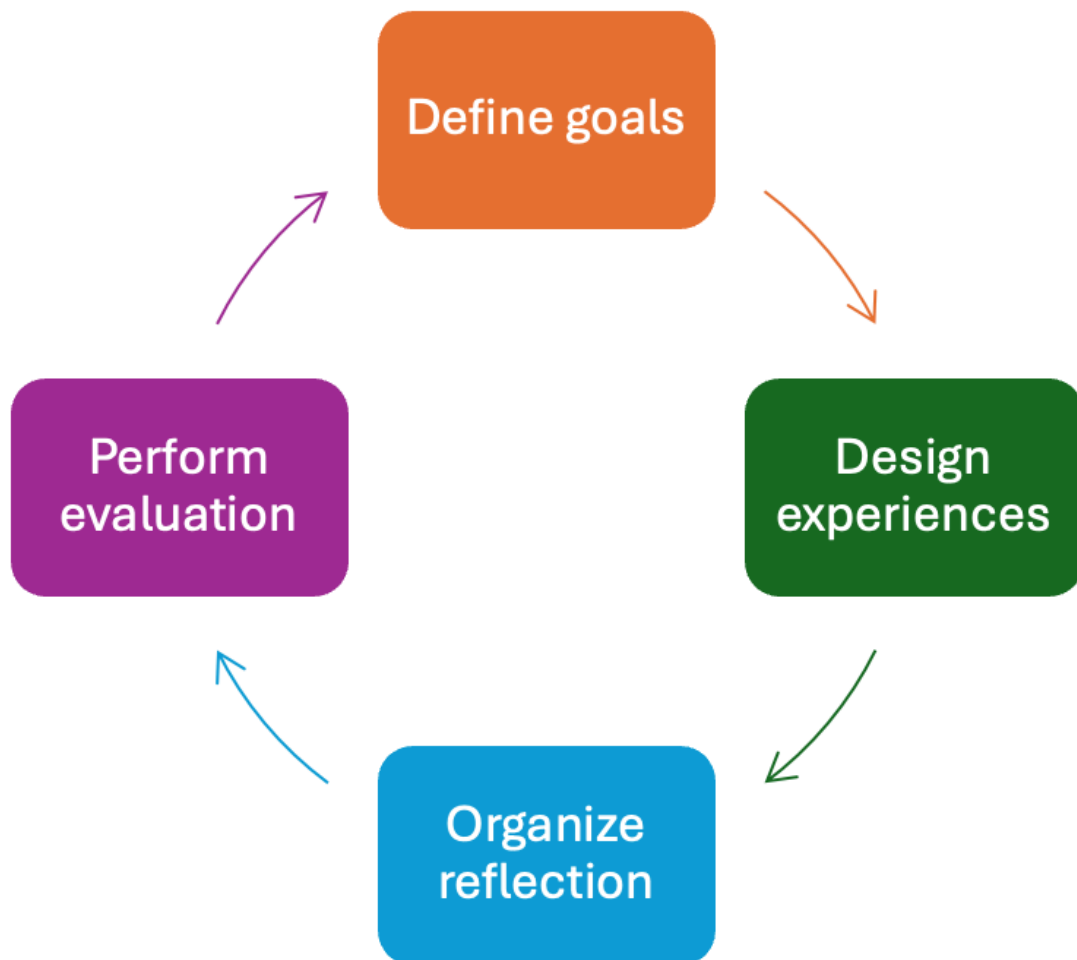 Define goals
Design
experiences
Organize
reflection
Perform
evaluation